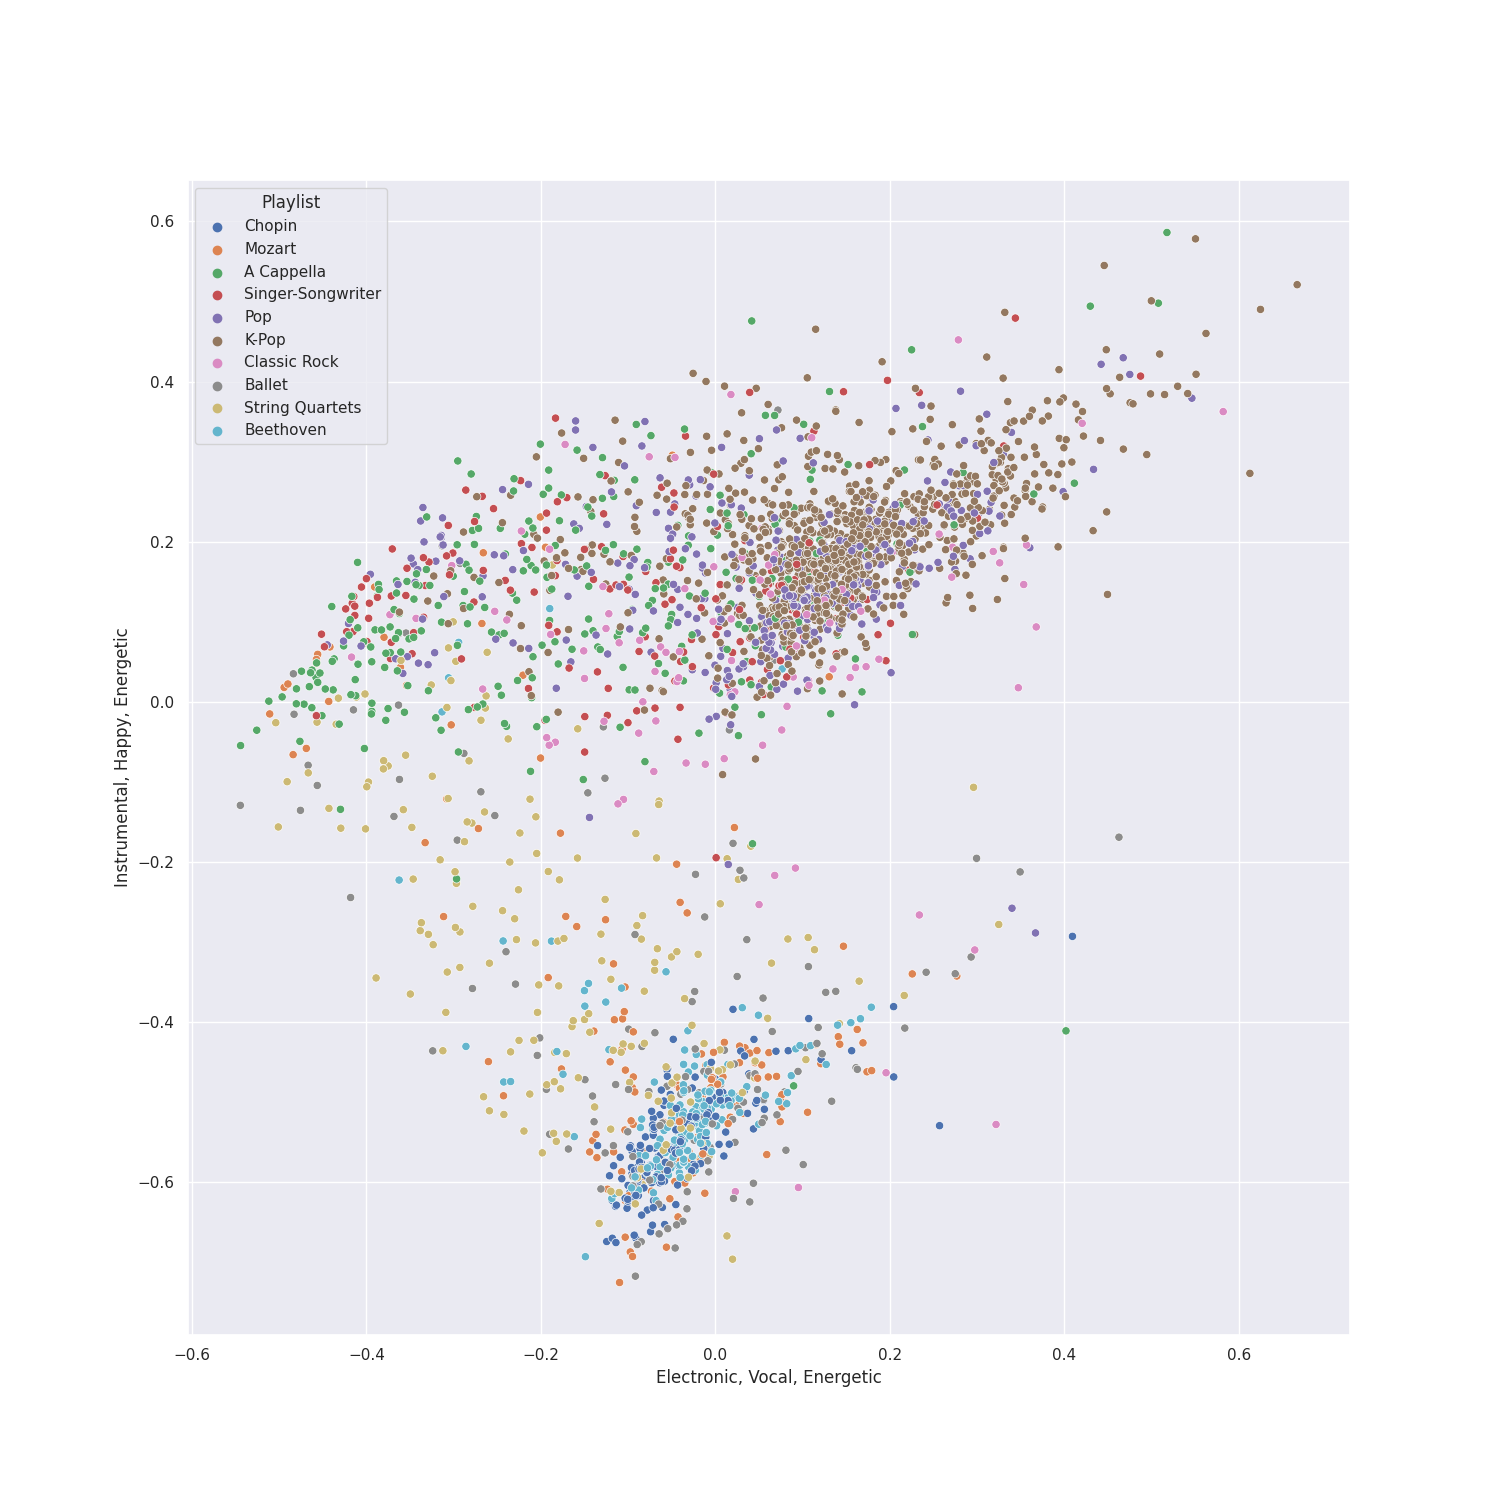 Playlist
Chopin
Mozart
A Cappella
Singer-Songwriter
Pop
K-Pop
Classic Rock
Ballet
String Quartets
Beethoven
0.6
0.4
0.2
0.0
−0.2
−0.4
−0.6
Instrumental, Happy, Energetic
−0.6 −0.4 −0.2 0.0 0.2 0.4 0.6
Electronic, Vocal, Energetic